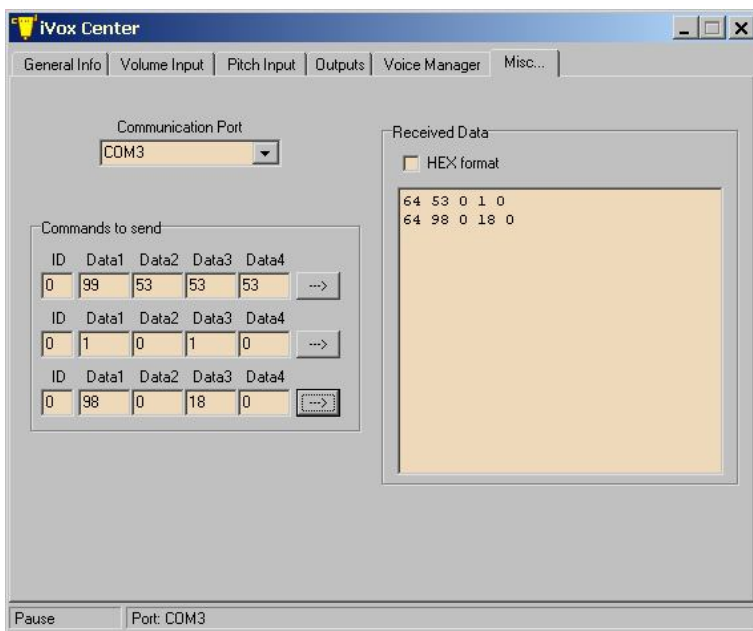 iVox Center
General Info Volume Input Pitch Input Outputs Voice Manager Misc...
Communication Port
COM3
Commands to send
ID Data1 Data2 Data3 Data4
0 99 53 53 53 --->
ID Data1 Data2 Data3 Data4
0 1 0 1 0 --->
ID Data1 Data2 Data3 Data4
0 98 0 18 0 --->
Received Data
HEX format
64 53 0 1 0
64 98 0 18 0
Pause Port: COM3